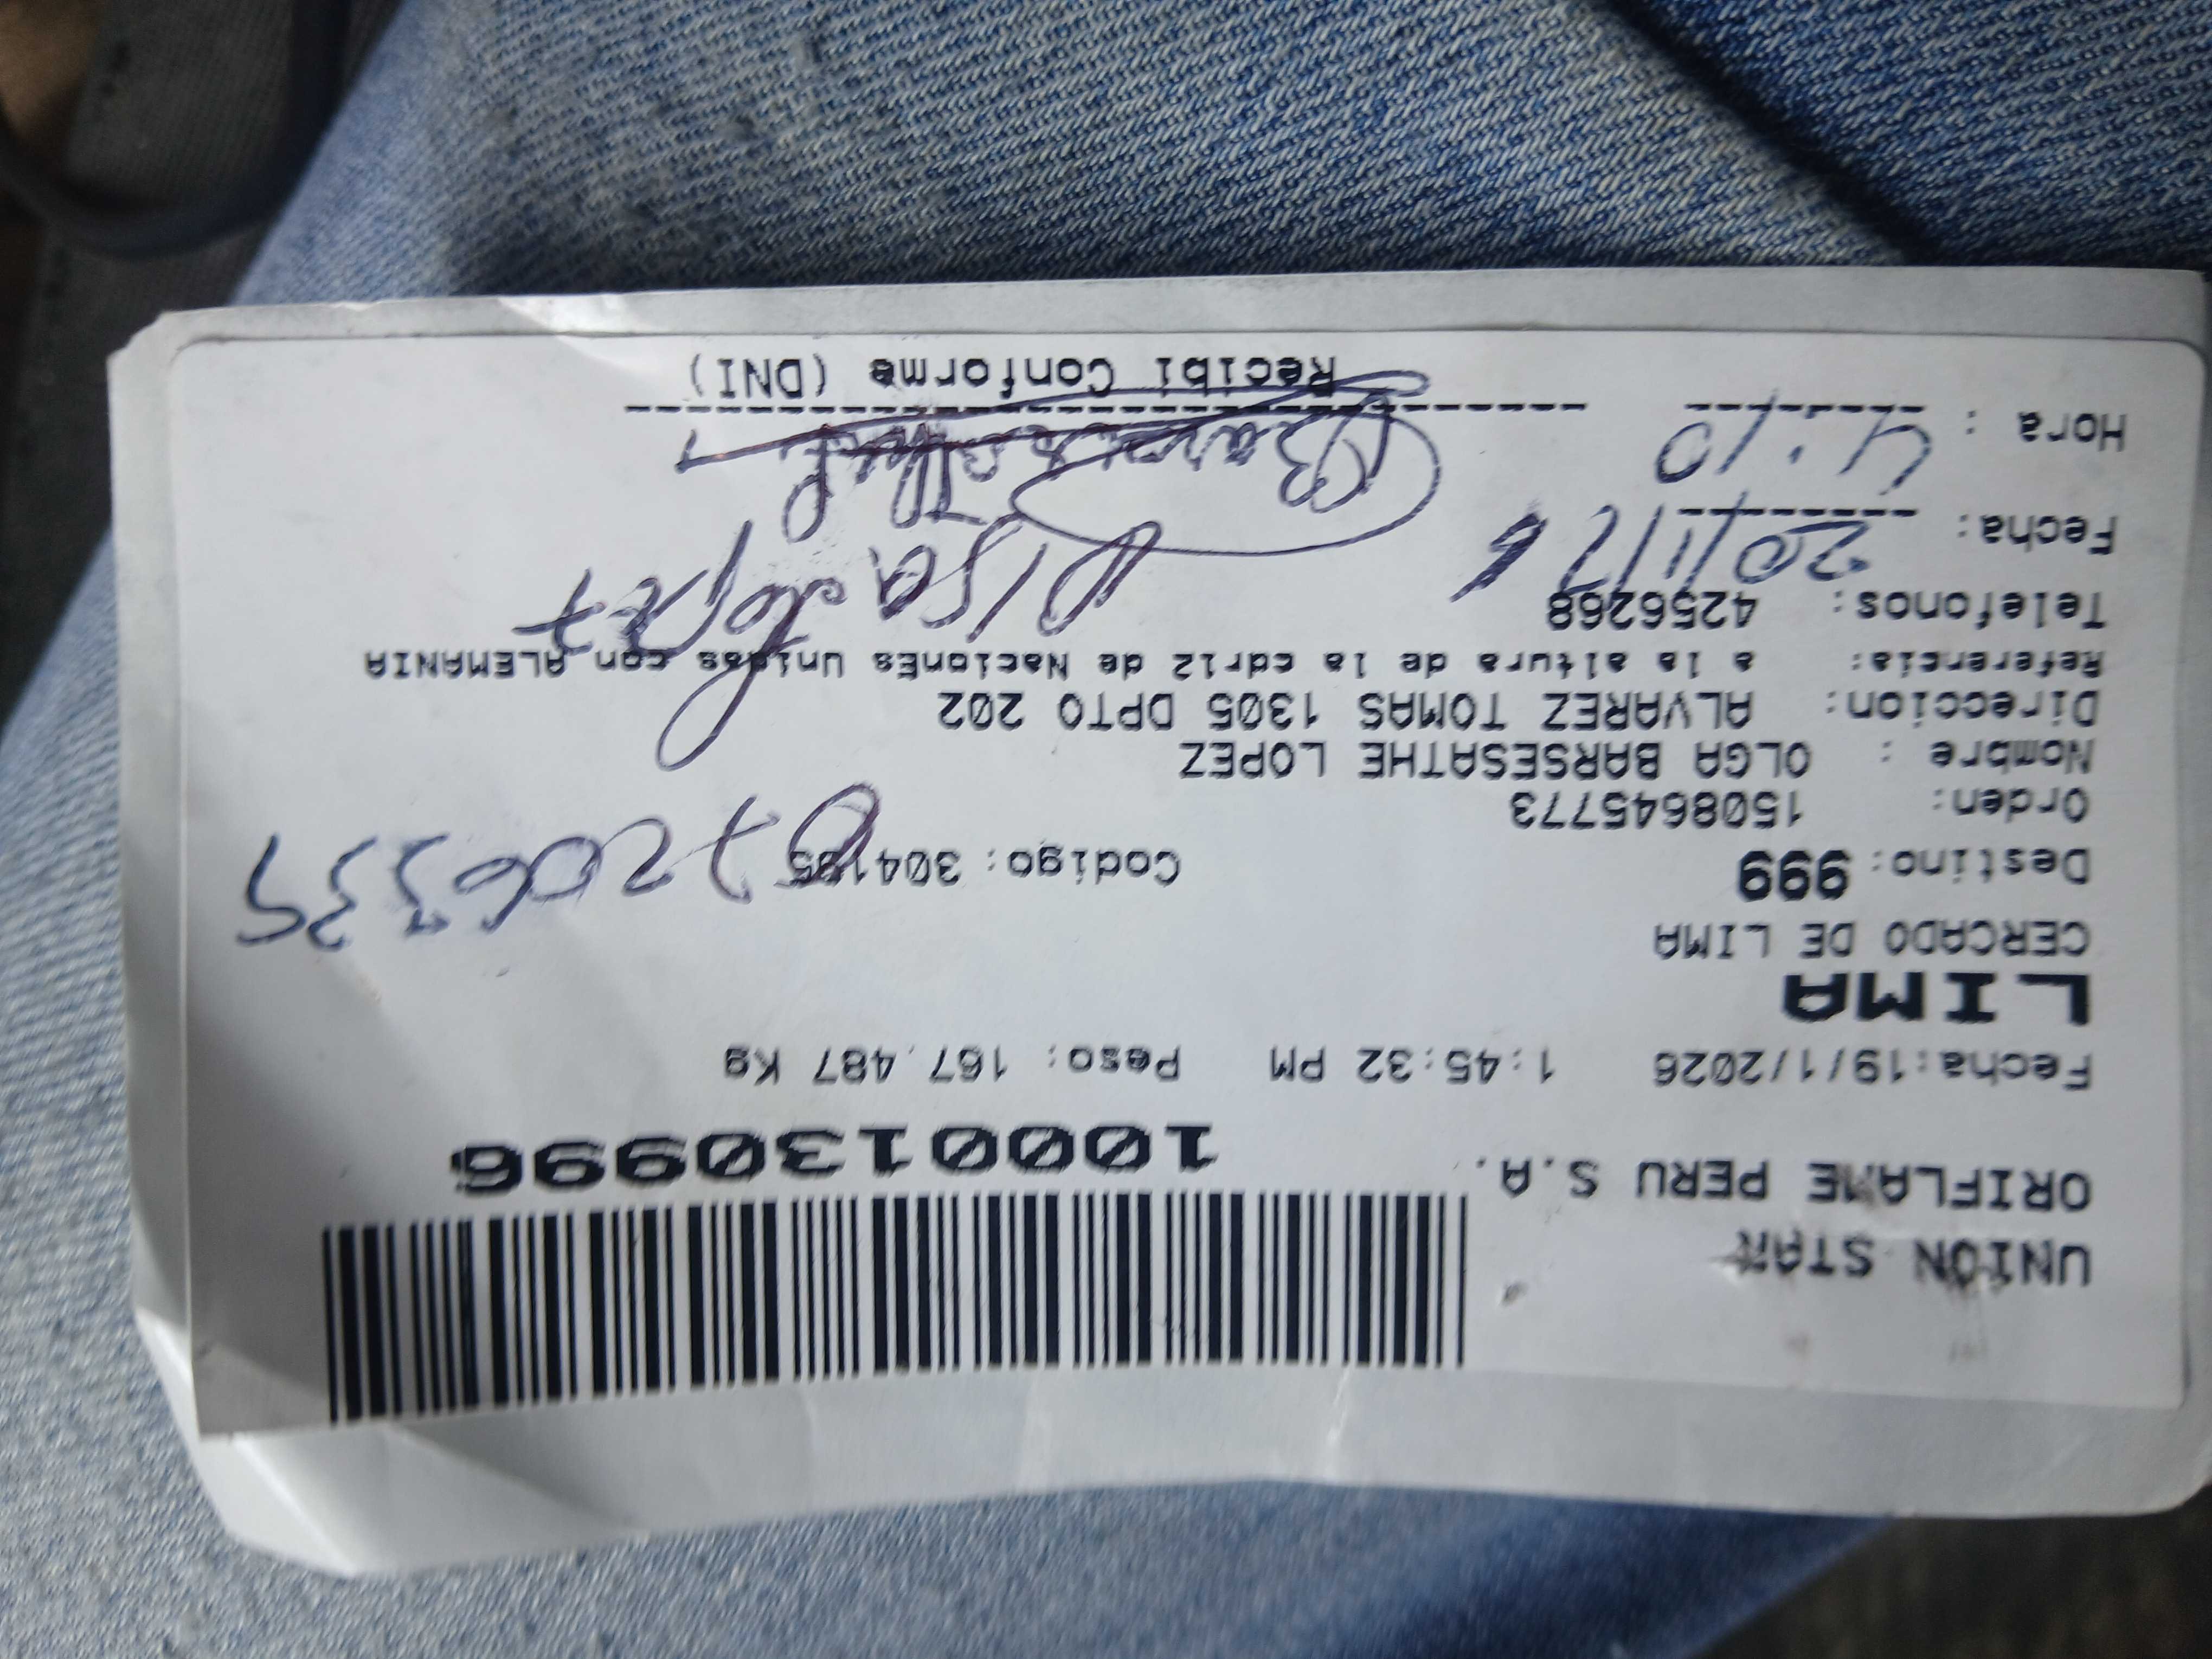 UNION STAR
ORIFLAME PERU S.A.
1000130996
Fecha:19/1/2026 1:45:32 PM Peso: 167.487 Kg
LIMA
CERCADO DE LIMA
Destino: 999 Codigo: 304195
07206333
Orden: 1508645773
Nombre : OLGA BARSESATHE LOPEZ
Direccion: ALVAREZ TOMAS 1305 DPTO 202
Referencia: a la altura de la cdr12 de NacionEs Unidas con ALEMANIA
Telefonos: 4256268
Fecha: 20/1/26
Hora : 4:10
Recibi Conforme (DNI)